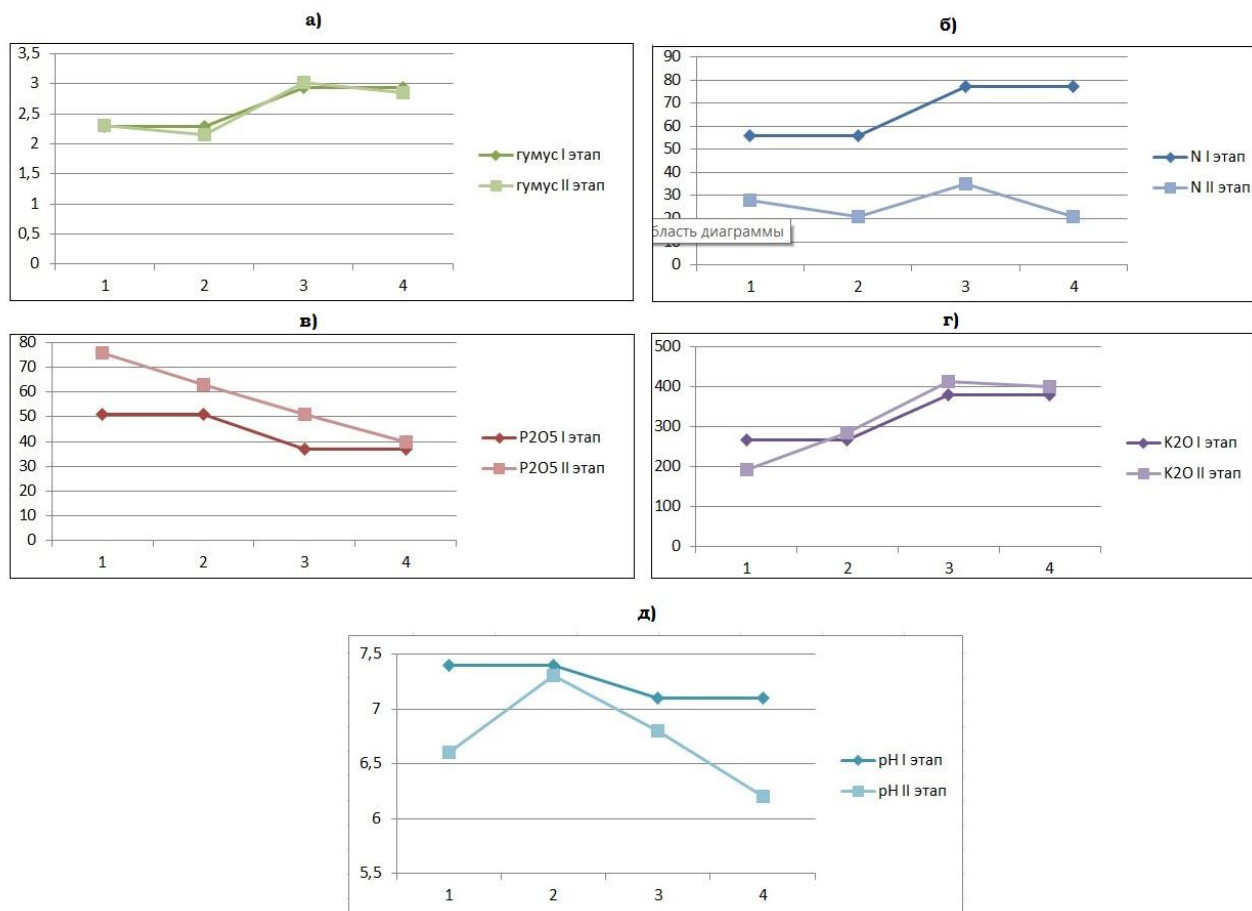 а)
3,5
3
2,5
2
1,5
1
0,5
0
1 2 3 4
гумус I этап
гумус II этап
б)
90
80
70
60
50
40
30
20
10
0
1 2 3 4
N I этап
N II этап
бласть диаграммы
в)
80
70
60
50
40
30
20
10
0
1 2 3 4
P2O5 I этап
P2O5 II этап
г)
500
400
300
200
100
0
1 2 3 4
K2O I этап
K2O II этап
д)
7,5
7
6,5
6
5,5
1 2 3 4
pH I этап
pH II этап